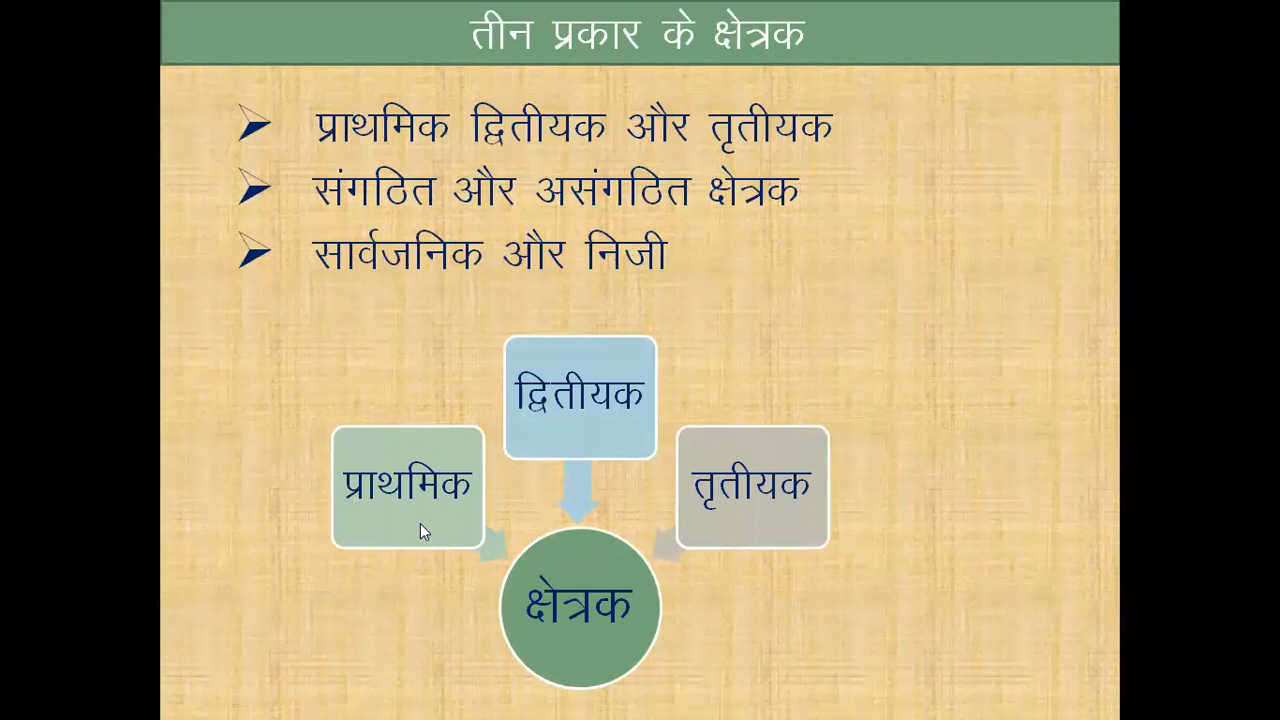 तीन प्रकार के क्षेत्रक
प्राथमिक द्वितीयक और तृतीयक
संगठित और असंगठित क्षेत्रक
सार्वजनिक और निजी
द्वितीयक
प्राथमिक
तृतीयक
क्षेत्रक